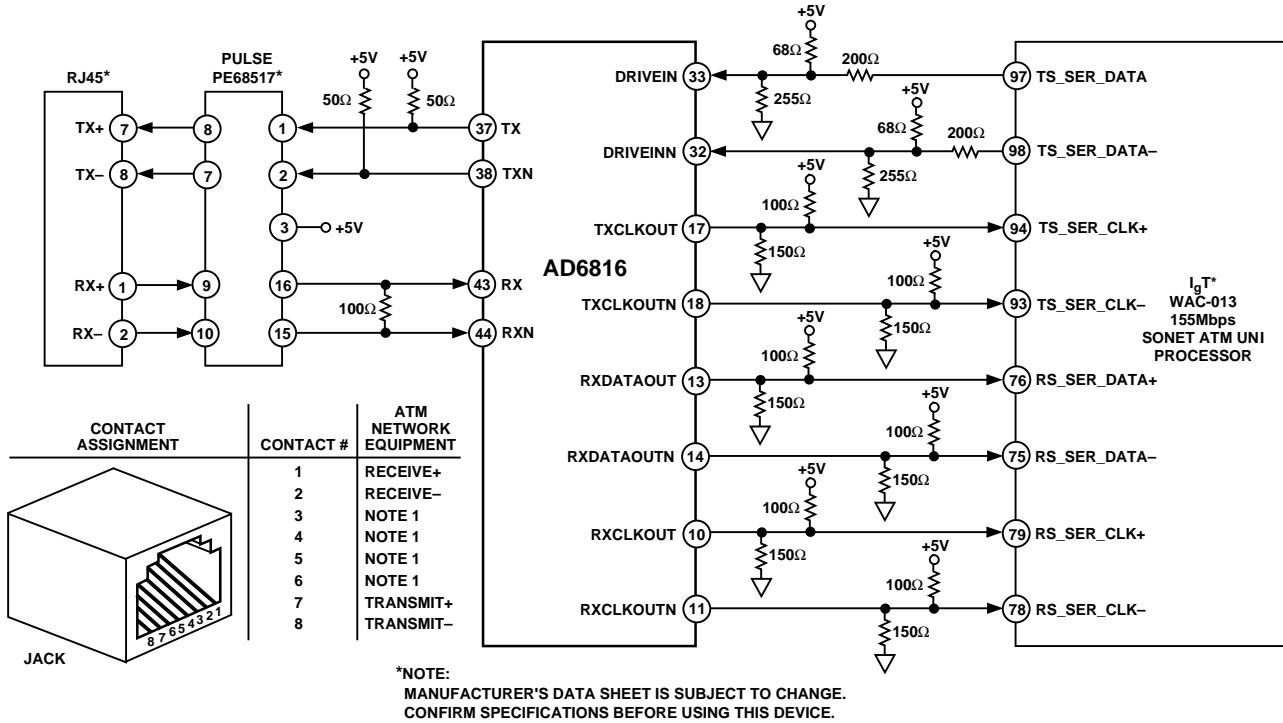 RJ45*
PULSE
PE68517*
TX+ 7
8
TX– 8
7
RX+ 1
9
RX– 2
10
1
2
3
+5V
16
15
+5V
50Ω
+5V
50Ω
100Ω
AD6816
37 TX
38 TXN
43 RX
44 RXN
DRIVEIN 33
DRIVEINN 32
TXCLKOUT 17
TXCLKOUTN 18
RXDATAOUT 13
RXDATAOUTN 14
RXCLKOUT 10
RXCLKOUTN 11
+5V
68Ω
200Ω
255Ω
+5V
68Ω
200Ω
255Ω
+5V
100Ω
150Ω
+5V
100Ω
150Ω
+5V
100Ω
150Ω
+5V
100Ω
150Ω
+5V
100Ω
150Ω
+5V
100Ω
150Ω
97 TS_SER_DATA
98 TS_SER_DATA–
94 TS_SER_CLK+
93 TS_SER_CLK–
76 RS_SER_DATA+
75 RS_SER_DATA–
79 RS_SER_CLK+
78 RS_SER_CLK–
IgT*
WAC-013
155Mbps
SONET ATM UNI
PROCESSOR
CONTACT
ASSIGNMENT
8 7 6 5 4 3 2 1
JACK
CONTACT #
ATM
NETWORK
EQUIPMENT
1 RECEIVE+
2 RECEIVE–
3 NOTE 1
4 NOTE 1
5 NOTE 1
6 NOTE 1
7 TRANSMIT+
8 TRANSMIT–
*NOTE:
MANUFACTURER'S DATA SHEET IS SUBJECT TO CHANGE.
CONFIRM SPECIFICATIONS BEFORE USING THIS DEVICE.